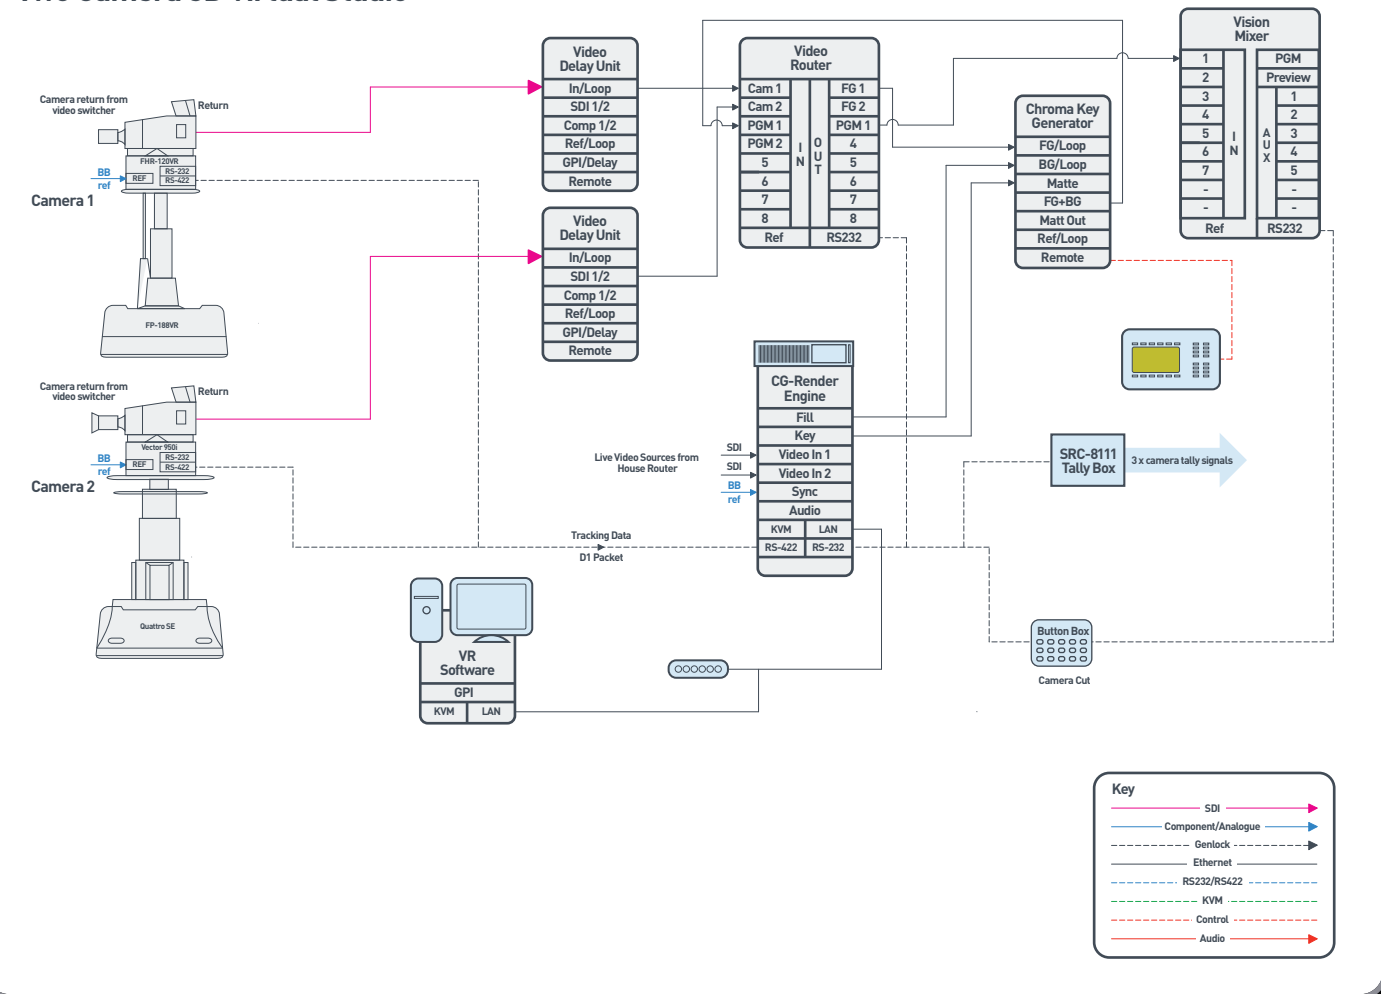 Two Camera 3D Virtual Studio
Camera return from
video switcher
Return
FHR-120VR
REF
RS-232
RS-422
BB
ref
Camera 1
FP-188VR
Camera return from
video switcher
Return
Vector 950i
REF
RS-232
RS-422
BB
ref
Camera 2
Quattro SE
Video
Delay Unit
In/Loop
SDI 1/2
Comp 1/2
Ref/Loop
GPI/Delay
Remote
Video
Delay Unit
In/Loop
SDI 1/2
Comp 1/2
Ref/Loop
GPI/Delay
Remote
Video
Router
Cam 1
Cam 2
PGM 1
PGM 2
5
6
7
8
IN
OUT
FG 1
FG 2
PGM 1
4
5
6
7
8
Ref
RS232
Chroma Key
Generator
FG/Loop
BG/Loop
Matte
FG+BG
Matt Out
Ref/Loop
Remote
Vision
Mixer
1
2
3
4
5
6
7
-
-
IN
PGM
Preview
AUX
1
2
3
4
5
-
-
Ref
RS232
CG-Render
Engine
Fill
Key
Video In 1
Video In 2
Sync
Audio
KVM
LAN
RS-422
RS-232
Live Video Sources from
House Router
SDI
SDI
BB
ref
Tracking Data
D1 Packet
SRC-8111
Tally Box
3 x camera tally signals
Button Box
Camera Cut
VR
Software
GPI
KVM
LAN
Key
SDI
Component/Analogue
Genlock
Ethernet
RS232/RS422
KVM
Control
Audio